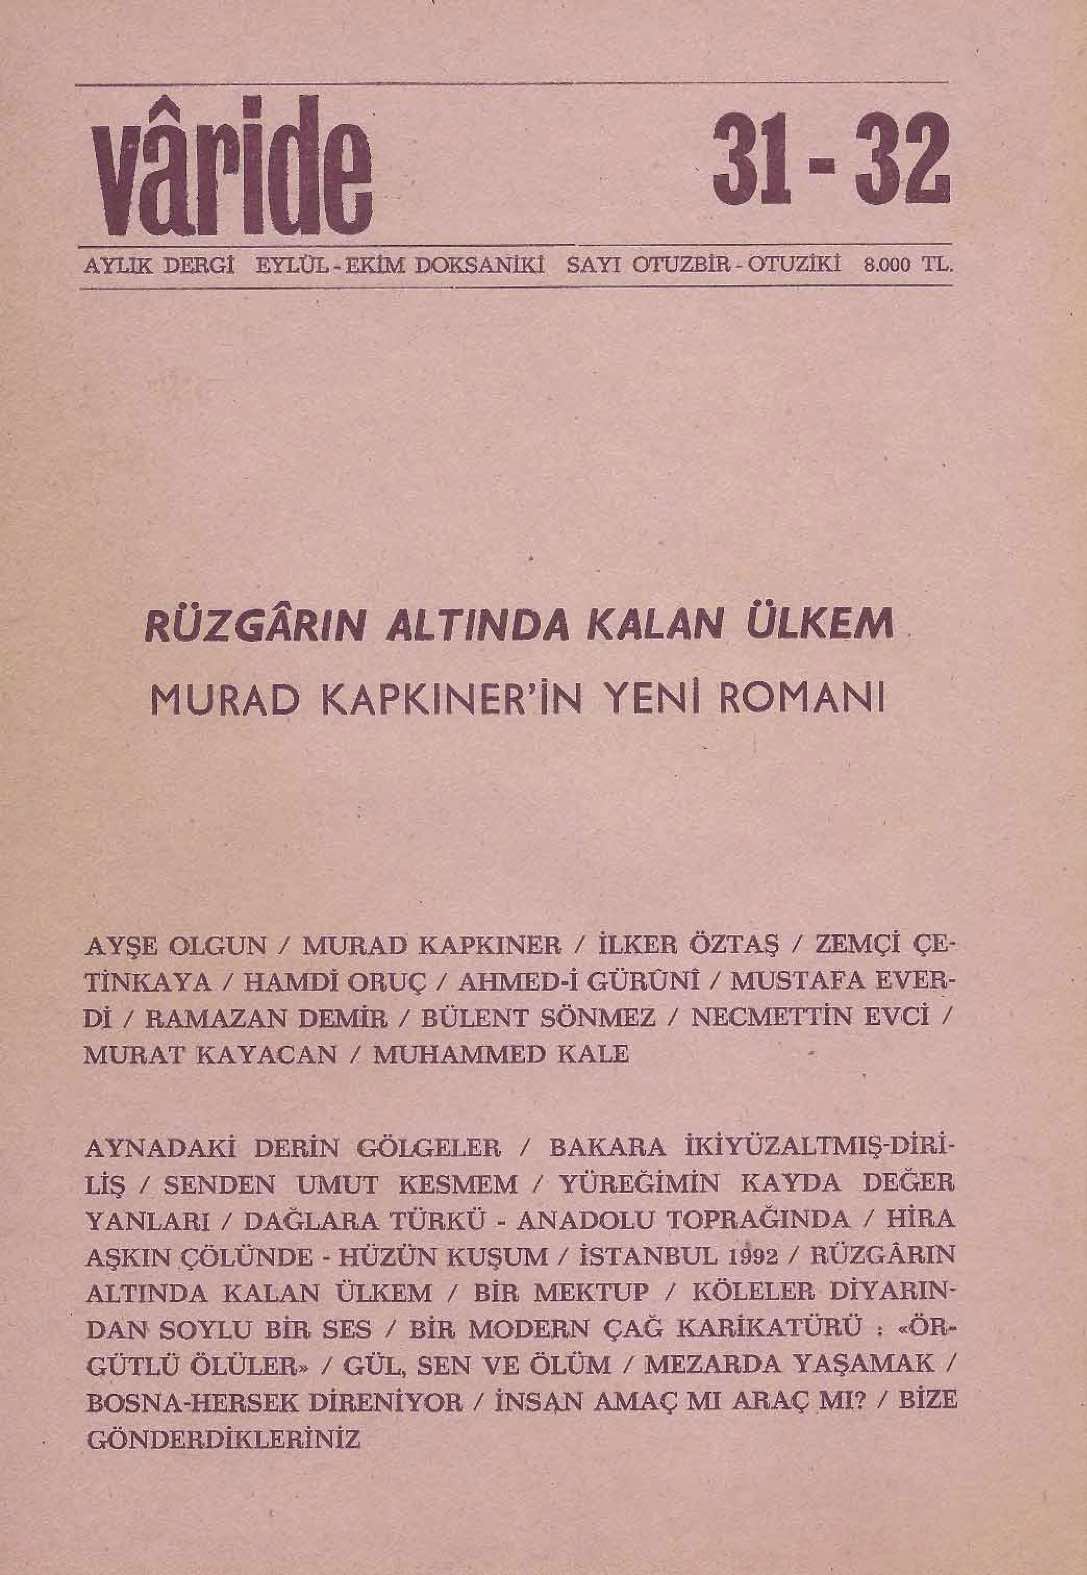 vâride 31-32
AYLIK DERGİ EYLÜL-EKİM DOKSANİKİ SAYI OTUZBİR-OTUZİKİ 8.000 TL.
RÜZGÂRIN ALTINDA KALAN ÜLKEM
MURAD KAPKINER'İN YENİ ROMANI
AYŞE OLGUN / MURAD KAPKINER / İLKER ÖZTAŞ / ZEMÇİ ÇE-
TİNKAYA / HAMDİ ORUÇ / AHMED-İ GÜRÛNÎ / MUSTAFA EVER-
Dİ / RAMAZAN DEMİR / BÜLENT SÖNMEZ / NECMETTİN EVCİ /
MURAT KAYACAN / MUHAMMED KALE
AYNADAKİ DERİN GÖLGELER / BAKARA İKİYÜZALTMIŞ-DİRİ-
LİŞ / SENDEN UMUT KESMEM / YÜREĞİMİN KAYDA DEĞER
YANLARI / DAĞLARA TÜRKÜ - ANADOLU TOPRAĞINDA / HİRA
AŞKIN ÇÖLÜNDE - HÜZÜN KUŞUM / İSTANBUL 1992 / RÜZGÂRIN
ALTINDA KALAN ÜLKEM / BİR MEKTUP / KÖLELER DİYARIN-
DAN SOYLU BİR SES / BİR MODERN ÇAĞ KARİKATÜRÜ : «ÖR-
GÜTLÜ ÖLÜLER» / GÜL, SEN VE ÖLÜM / MEZARDA YAŞAMAK /
BOSNA-HERSEK DİRENİYOR / İNSAN AMAÇ MI ARAÇ MI? / BİZE
GÖNDERDİKLERİNİZ